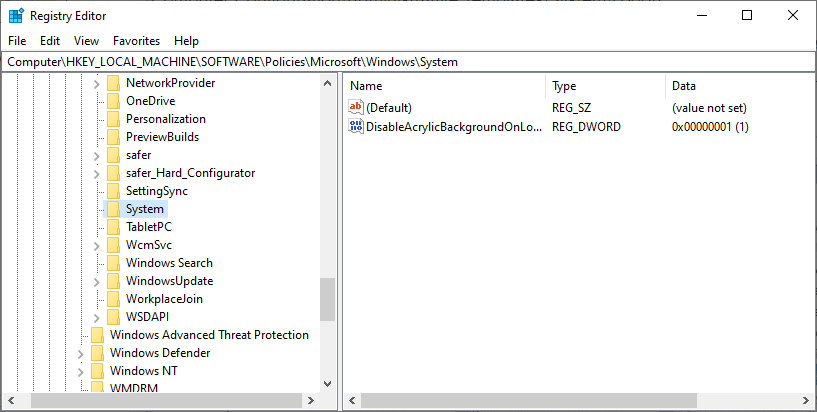 Registry Editor
File Edit View Favorites Help
Computer\HKEY_LOCAL_MACHINE\SOFTWARE\Policies\Microsoft\Windows\System
NetworkProvider
OneDrive
Personalization
PreviewBuilds
safer
safer_Hard_Configurator
SettingSync
System
TabletPC
WcmSvc
Windows Search
WindowsUpdate
WorkplaceJoin
WSDAPI
Windows Advanced Threat Protection
Windows Defender
Windows NT
WMDRM
Name Type Data
ab (Default) REG_SZ (value not set)
DisableAcrylicBackgroundOnLo... REG_DWORD 0x00000001 (1)